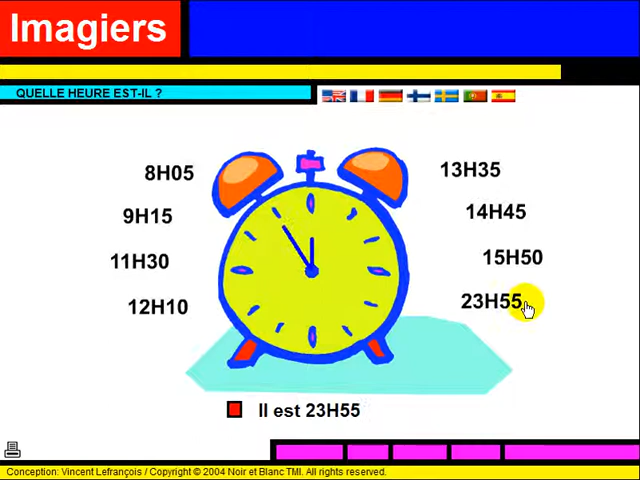 Imagiers
QUELLE HEURE EST-IL ?
8H05
9H15
11H30
12H10
13H35
14H45
15H50
23H55
Il est 23H55
Conception: Vincent Lefrançois / Copyright © 2004 Noir et Blanc TMI. All rights reserved.